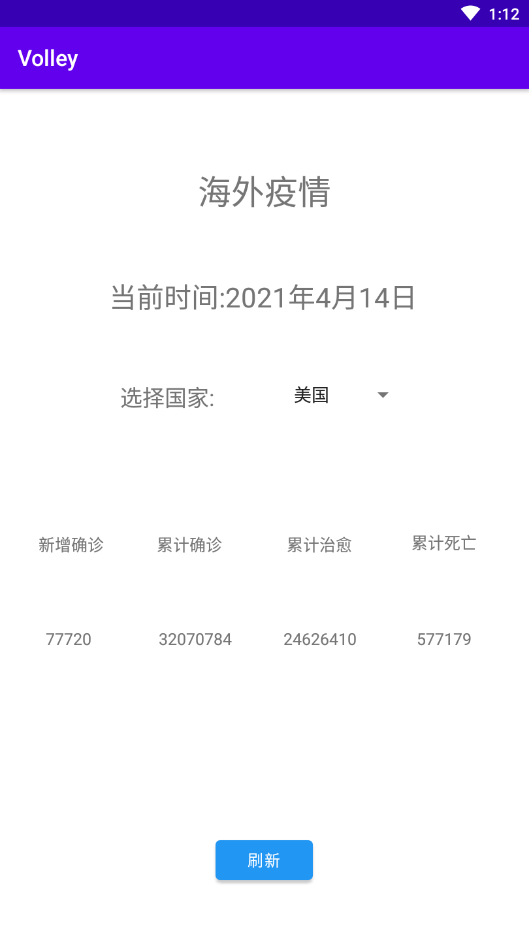 1:12
Volley
海外疫情
当前时间:2021年4月14日
选择国家: 美国
新增确诊 累计确诊 累计治愈 累计死亡
77720 32070784 24626410 577179
刷新